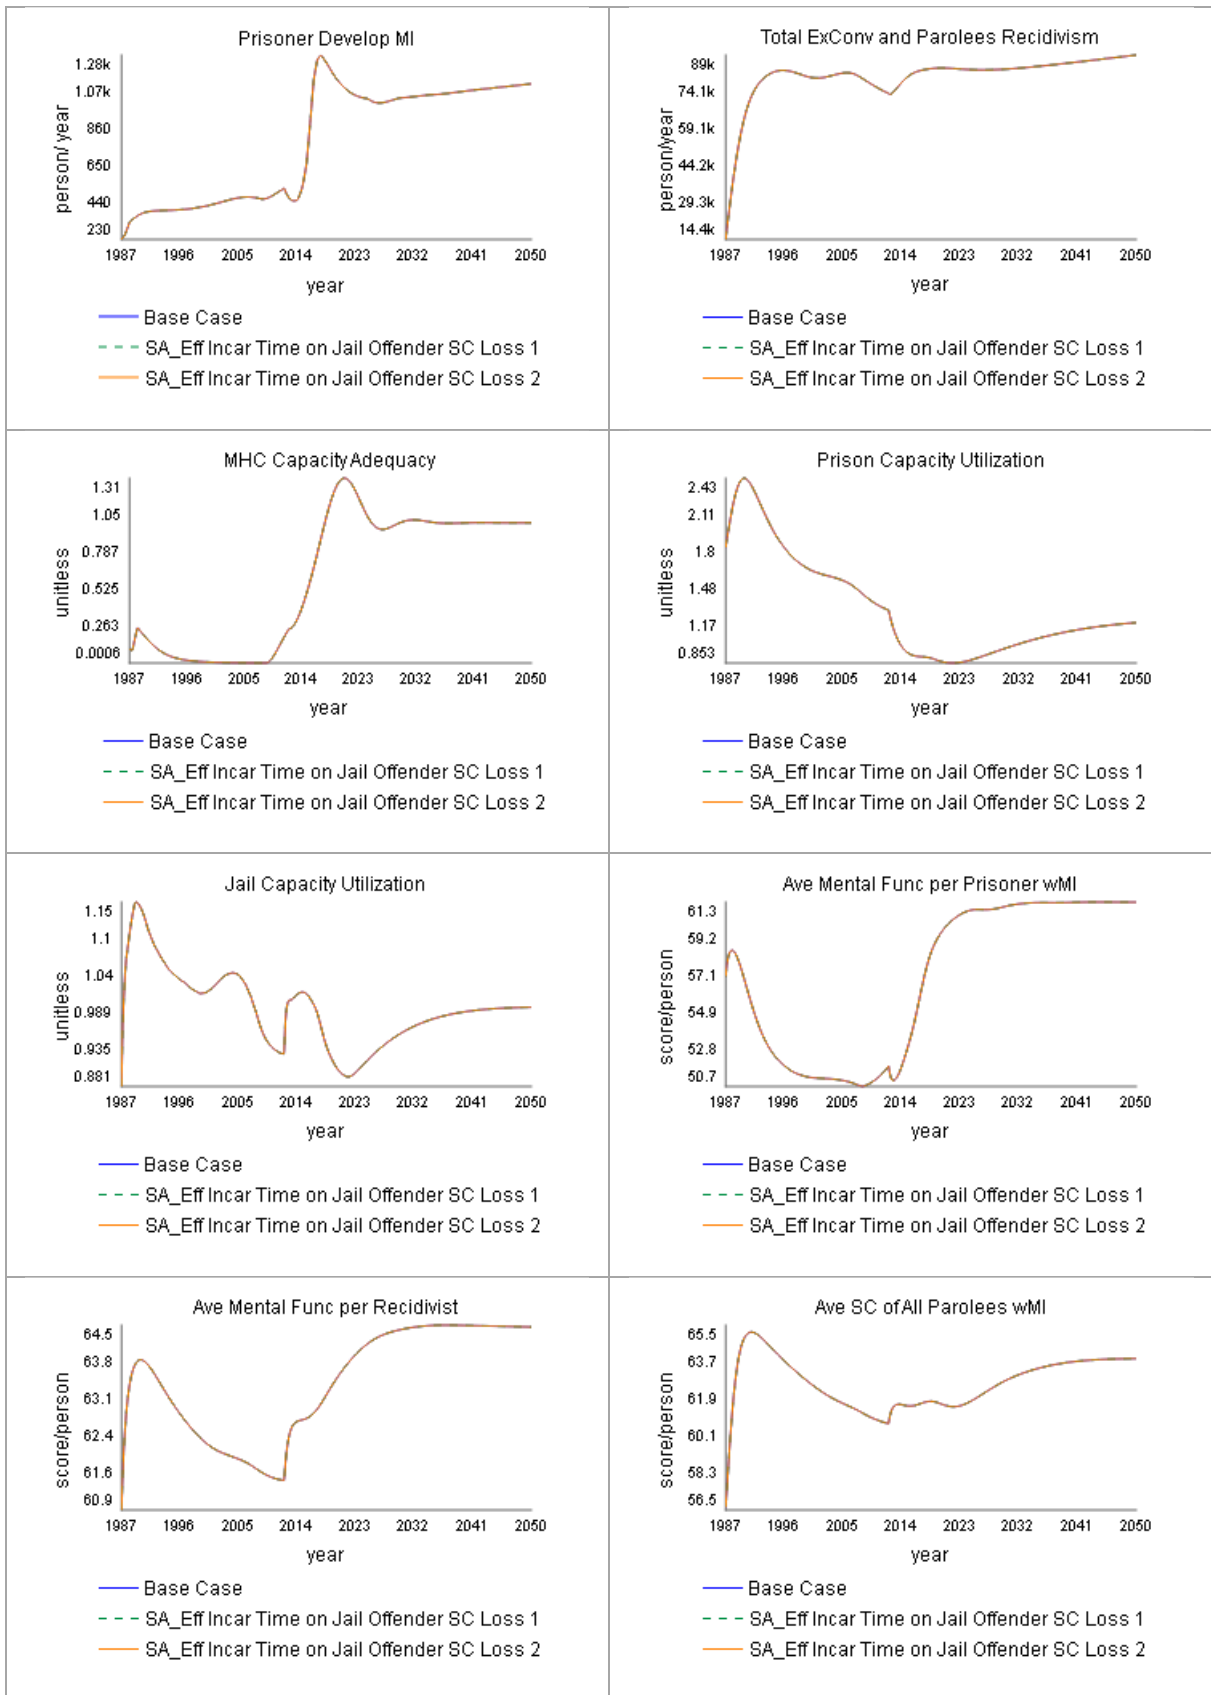 Prisoner Develop MI
1.28k
1.07k
860
650
440
230
person/ year
1987 1996 2005 2014 2023 2032 2041 2050
year
Base Case
SA_Eff Incar Time on Jail Offender SC Loss 1
SA_Eff Incar Time on Jail Offender SC Loss 2
Total ExConv and Parolees Recidivism
89k
74.1k
59.1k
44.2k
29.3k
14.4k
person/year
1987 1996 2005 2014 2023 2032 2041 2050
year
Base Case
SA_Eff Incar Time on Jail Offender SC Loss 1
SA_Eff Incar Time on Jail Offender SC Loss 2
MHC Capacity Adequacy
1.31
1.05
0.787
0.525
0.263
0.0006
unitless
1987 1996 2005 2014 2023 2032 2041 2050
year
Base Case
SA_Eff Incar Time on Jail Offender SC Loss 1
SA_Eff Incar Time on Jail Offender SC Loss 2
Prison Capacity Utilization
2.43
2.11
1.8
1.48
1.17
0.853
unitless
1987 1996 2005 2014 2023 2032 2041 2050
year
Base Case
SA_Eff Incar Time on Jail Offender SC Loss 1
SA_Eff Incar Time on Jail Offender SC Loss 2
Jail Capacity Utilization
1.15
1.1
1.04
0.989
0.935
0.881
unitless
1987 1996 2005 2014 2023 2032 2041 2050
year
Base Case
SA_Eff Incar Time on Jail Offender SC Loss 1
SA_Eff Incar Time on Jail Offender SC Loss 2
Ave Mental Func per Prisoner wMI
61.3
59.2
57.1
54.9
52.8
50.7
score/person
1987 1996 2005 2014 2023 2032 2041 2050
year
Base Case
SA_Eff Incar Time on Jail Offender SC Loss 1
SA_Eff Incar Time on Jail Offender SC Loss 2
Ave Mental Func per Recidivist
64.5
63.8
63.1
62.4
61.6
60.9
score/person
1987 1996 2005 2014 2023 2032 2041 2050
year
Base Case
SA_Eff Incar Time on Jail Offender SC Loss 1
SA_Eff Incar Time on Jail Offender SC Loss 2
Ave SC of All Parolees wMI
65.5
63.7
61.9
60.1
58.3
56.5
score/person
1987 1996 2005 2014 2023 2032 2041 2050
year
Base Case
SA_Eff Incar Time on Jail Offender SC Loss 1
SA_Eff Incar Time on Jail Offender SC Loss 2